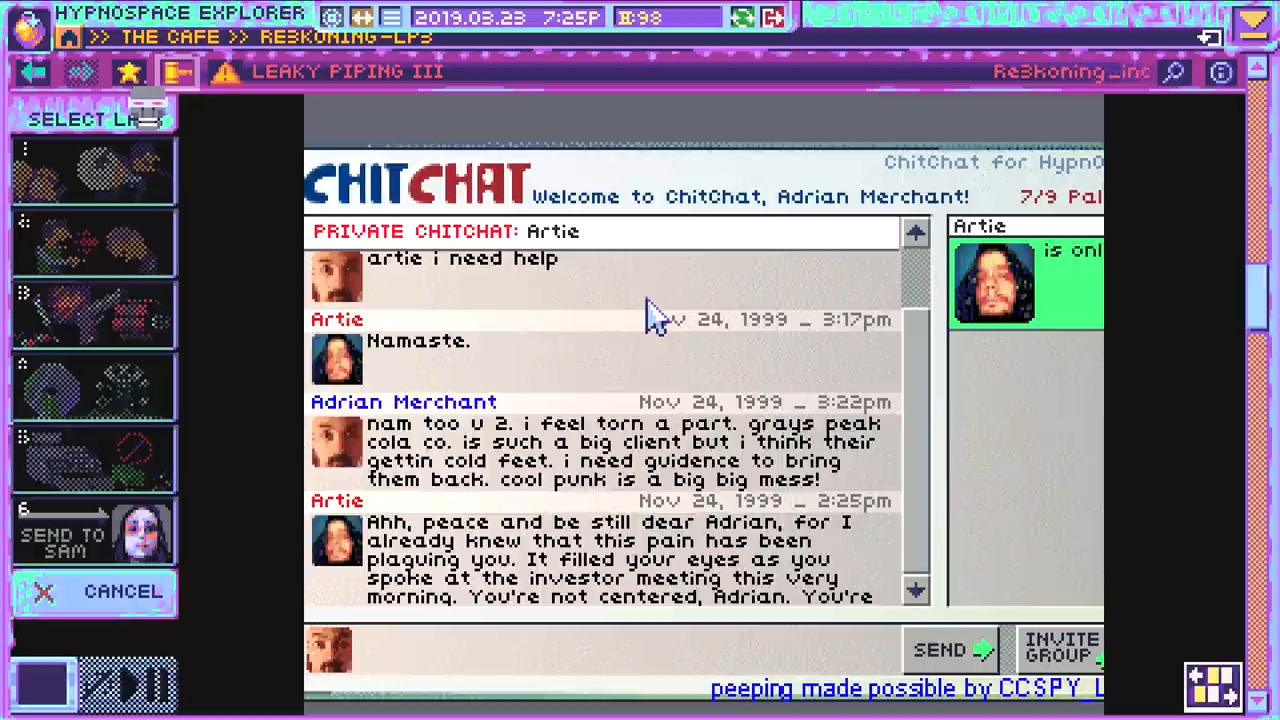 HYPNOSPACE EXPLORER
2019.03.23 7:25P
98
>> THE CAFE >> RE3KONING-LP3
LEAKY PIPING III
Re3koning_inc
SELECT
ChitChat for Hypn
CHITCHAT
Welcome to ChitChat, Adrian Merchant!
7/9 Pal
PRIVATE CHITCHAT: Artie
Artie
artie i need help
is onl
Artie
24, 1999 _ 3:17pm
Namaste.
Adrian Merchant
Nov 24, 1999 _ 3:22pm
nam too u 2. i feel torn a part. grays peak
cola co. is such a big client but i think their
gettin cold feet. i need guidence to bring
them back. cool punk is a big big mess!
Artie
Nov 24, 1999 _ 2:25pm
Ahh, peace and be still dear Adrian, for I
already knew that this pain has been
plaguing you. It filled your eyes as you
spoke at the investor meeting this very
morning. You're not centered, Adrian. You're
6
SEND TO
SAM
CANCEL
SEND
INVITE
GROUP
peeping made possible by CCSPY_L